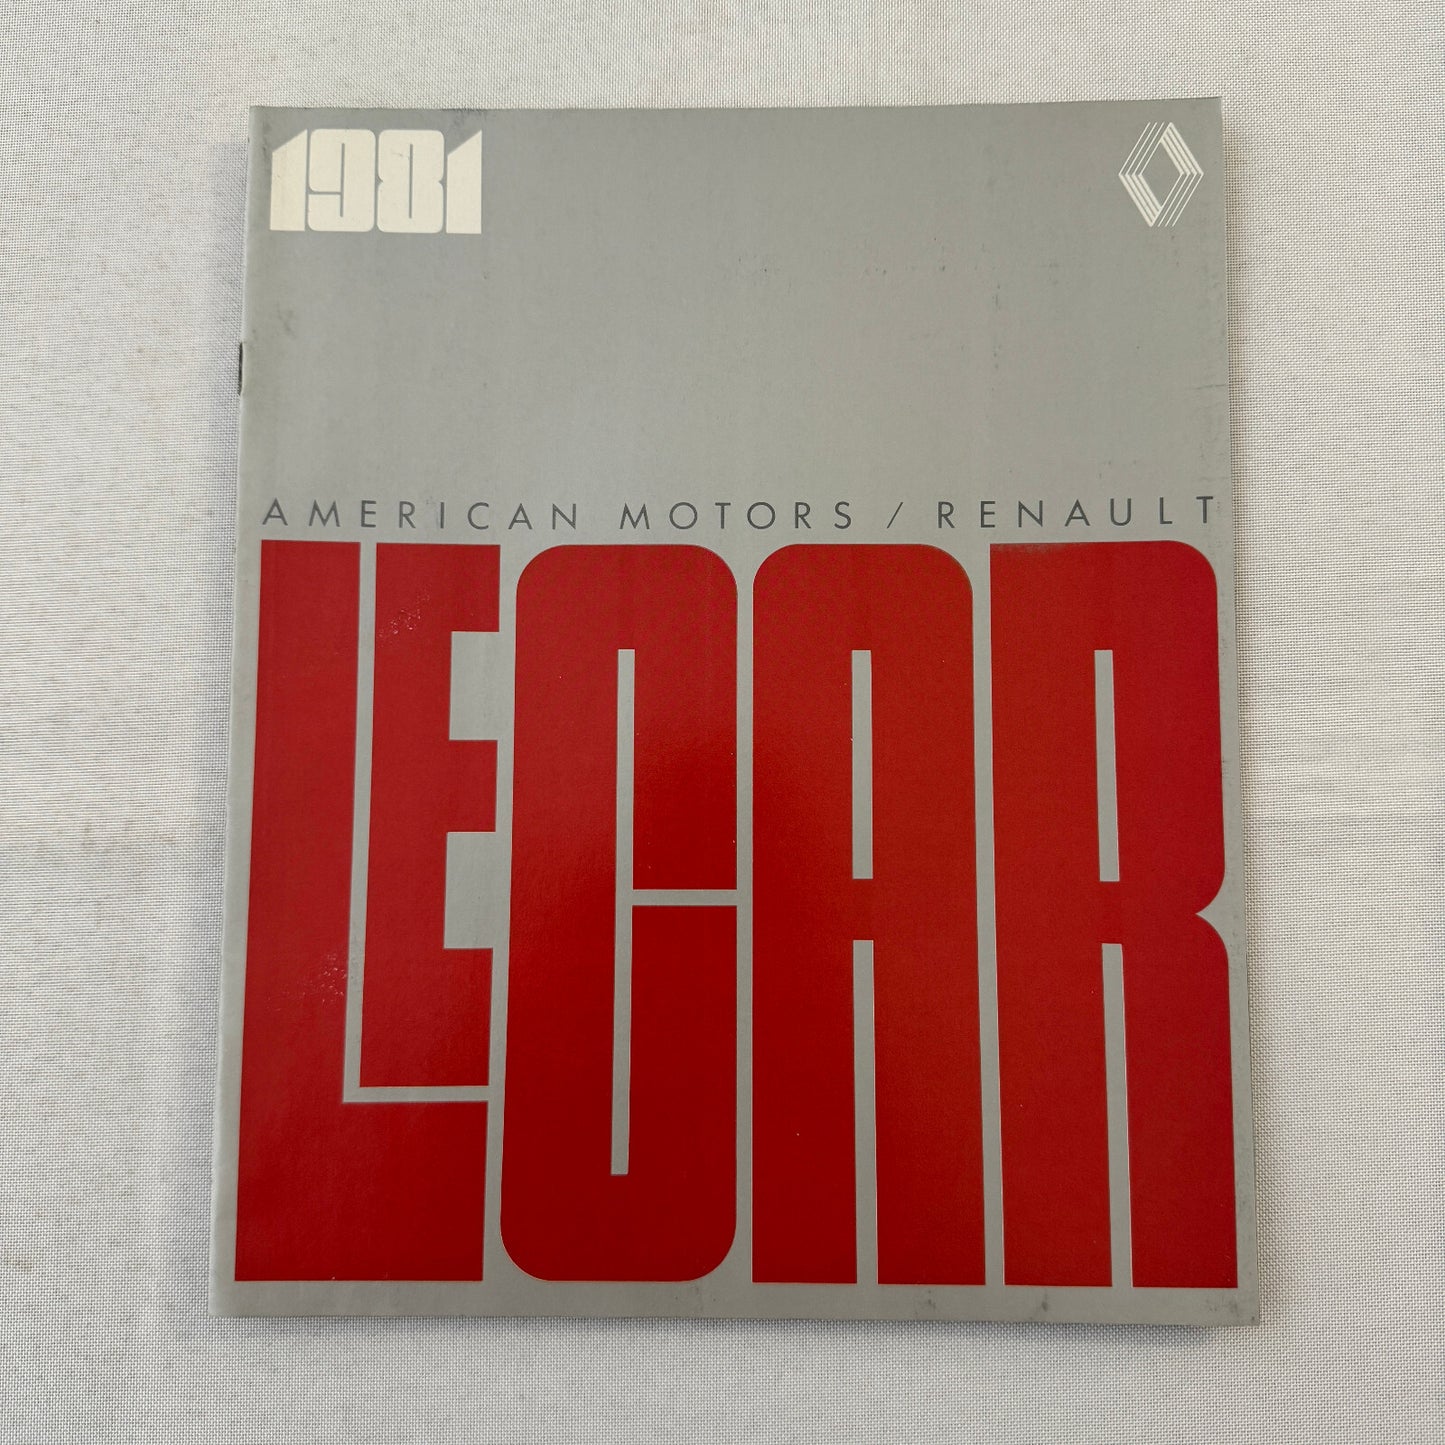 1981
AMERICAN MOTORS / RENAULT
LECAR